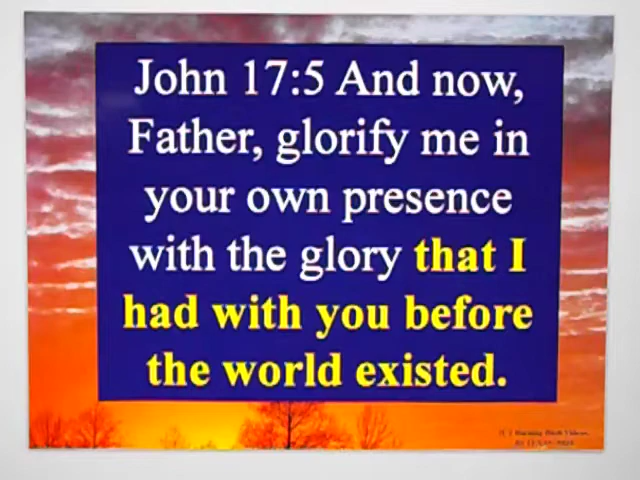 John 17:5 And now,
Father, glorify me in
your own presence
with the glory that I
had with you before
the world existed.